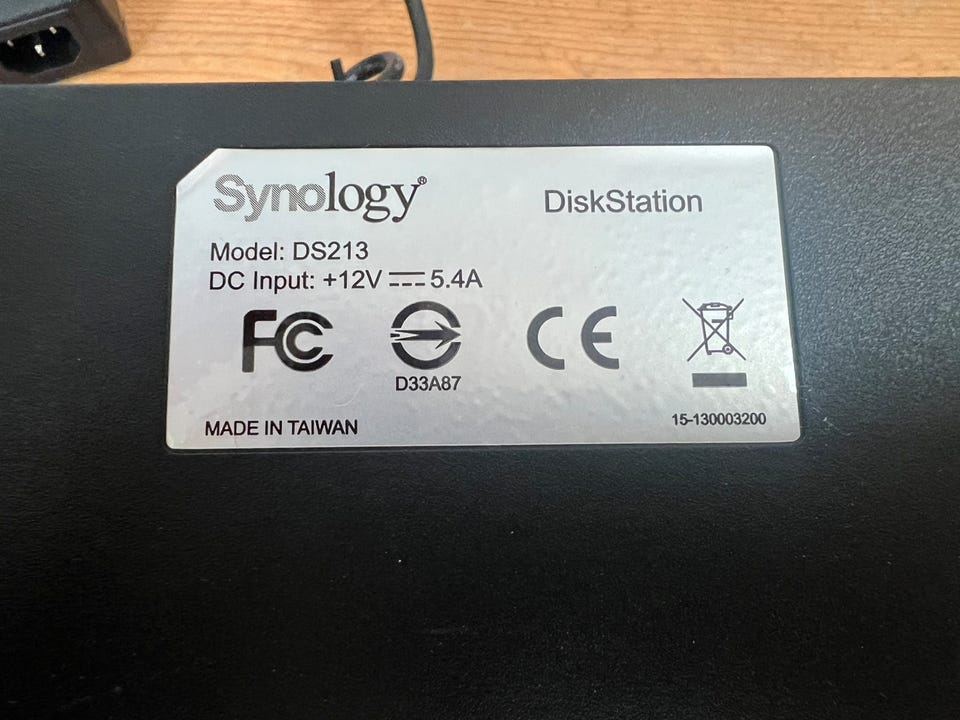 Synology®
DiskStation
Model: DS213
DC Input: +12V ⎓ 5.4A
FC CE
D33A87
MADE IN TAIWAN
15-130003200